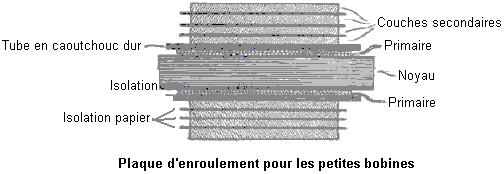 Couches secondaires
Tube en caoutchouc dur
Primaire
Noyau
Isolation
Primaire
Isolation papier
Plaque d'enroulement pour les petites bobines